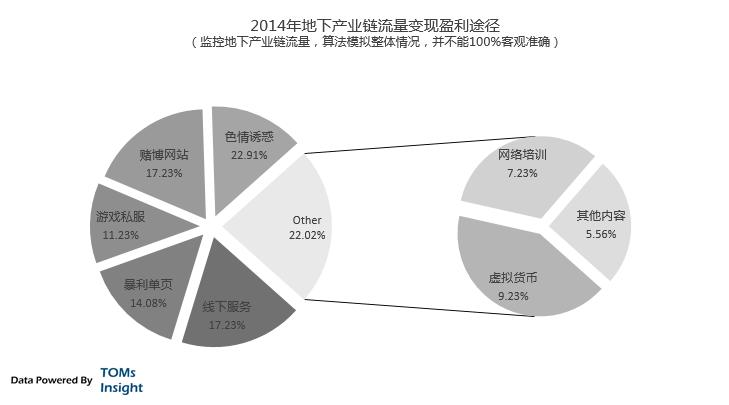 2014年地下产业链流量变现盈利途径
（监控地下产业链流量，算法模拟整体情况，并不能100%客观准确）
色情诱惑
22.91%
赌博网站
17.23%
游戏私服
11.23%
暴利单页
14.08%
线下服务
17.23%
Other
22.02%
网络培训
7.23%
其他内容
5.56%
虚拟货币
9.23%
Data Powered By
TOMs
Insight